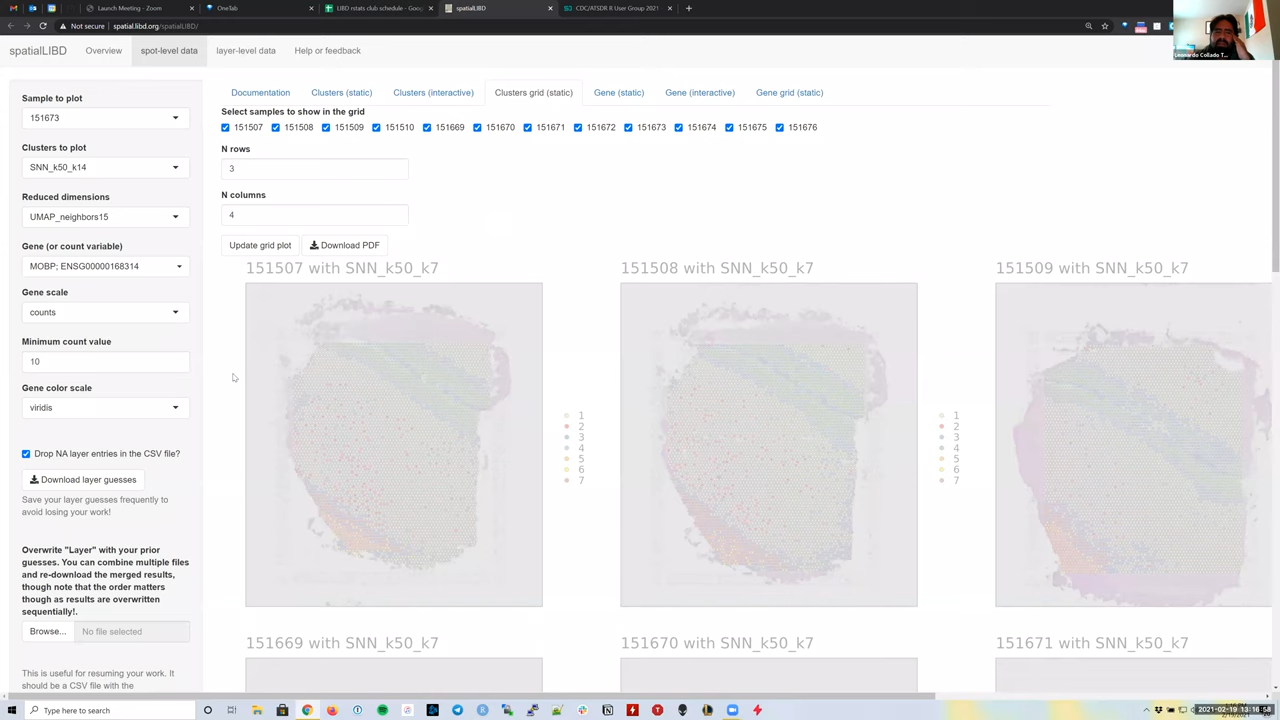 Launch Meeting - Zoom
OneTab
LIBD rstats club schedule - Goo
spatialLIBD
CDC/ATSDR R User Group 2021
Not secure | spatial.libd.org/spatialLIBD/
Leonardo Collado T...
spatialLIBD
Overview
spot-level data
layer-level data
Help or feedback
Sample to plot
151673
Clusters to plot
SNN_k50_k14
Reduced dimensions
UMAP_neighbors15
Gene (or count variable)
MOBP; ENSG00000168314
Gene scale
counts
Minimum count value
10
Gene color scale
viridis
Drop NA layer entries in the CSV file?
Download layer guesses
Save your layer guesses frequently to
avoid losing your work!
Overwrite "Layer" with your prior
guesses. You can combine multiple files
and re-download the merged results,
though note that the order matters
though as results are overwritten
sequentially!.
Browse... No file selected
This is useful for resuming your work. It
should be a CSV file with the
Documentation
Clusters (static)
Clusters (interactive)
Clusters grid (static)
Gene (static)
Gene (interactive)
Gene grid (static)
Select samples to show in the grid
151507 151508 151509 151510 151669 151670 151671 151672 151673 151674 151675 151676
N rows
3
N columns
4
Update grid plot
Download PDF
151507 with SNN_k50_k7
1
2
3
4
5
6
7
151508 with SNN_k50_k7
1
2
3
4
5
6
7
151509 with SNN_k50_k7
151669 with SNN_k50_k7
151670 with SNN_k50_k7
151671 with SNN_k50_k7
Type here to search
2021-02-19 13:16:58